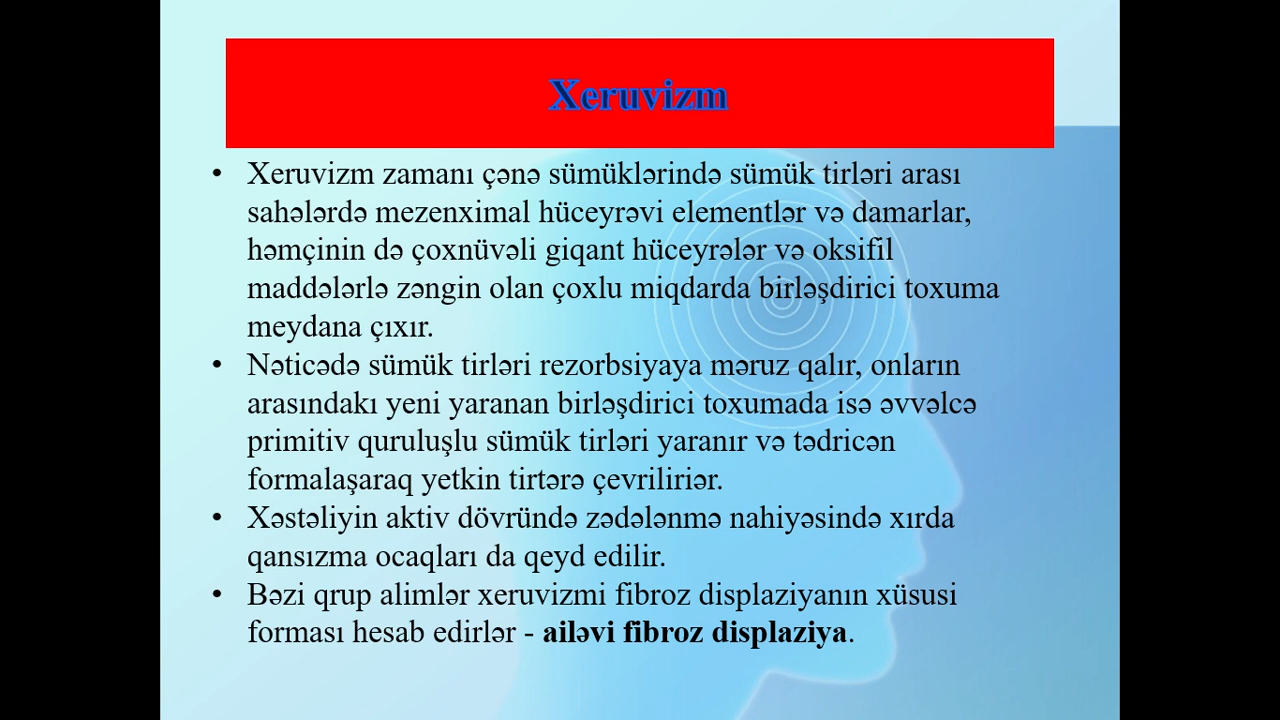 Xeruvizm
• Xeruvizm zamanı çənə sümüklərində sümük tirləri arası
sahələrdə mezenximal hüceyrəvi elementlər və damarlar,
həmçinin də çoxnüvəli giqant hüceyrələr və oksifil
maddələrlə zəngin olan çoxlu miqdarda birləşdirici toxuma
meydana çıxır.
• Nəticədə sümük tirləri rezorbsiyaya məruz qalır, onların
arasındakı yeni yaranan birləşdirici toxumada isə əvvəlcə
primitiv quruluşlu sümük tirləri yaranır və tədricən
formalaşaraq yetkin tirtərə çevriliriər.
• Xəstəliyin aktiv dövründə zədələnmə nahiyəsində xırda
qansızma ocaqları da qeyd edilir.
• Bəzi qrup alimlər xeruvizmi fibroz displaziyanın xüsusi
forması hesab edirlər - ailəvi fibroz displaziya.